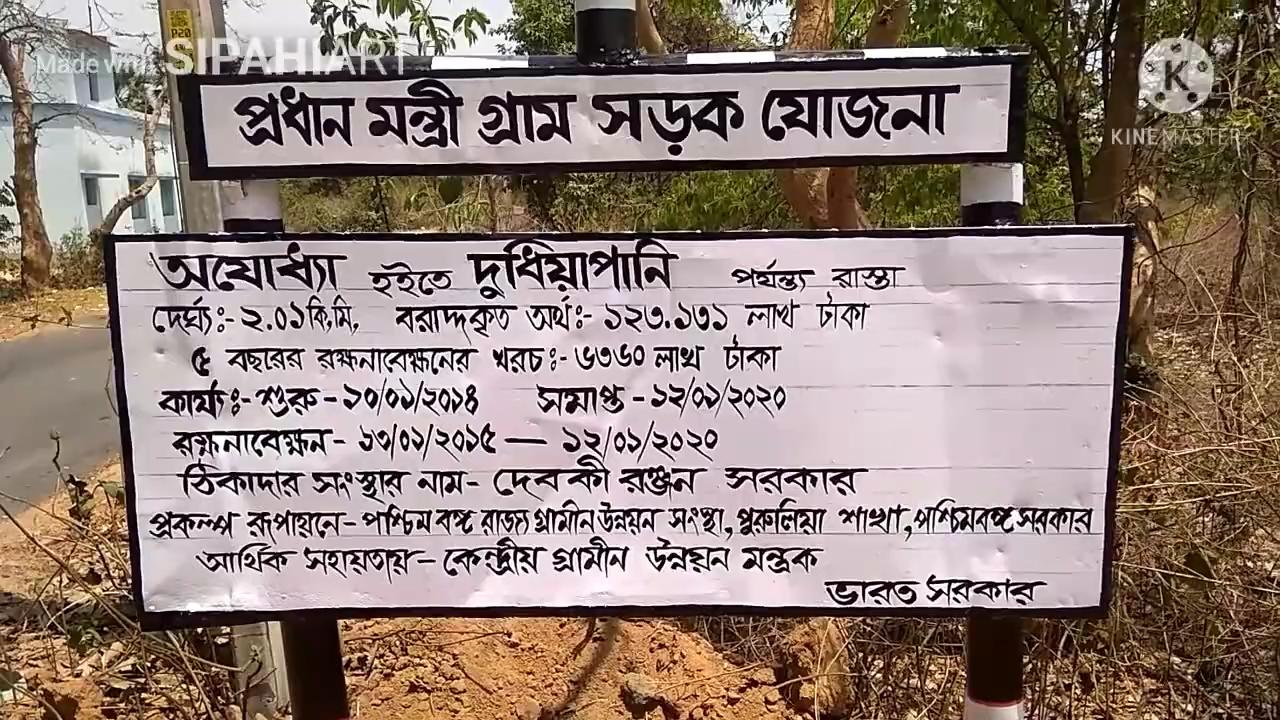 Made with SIPAHIART
P20
KINEMASTER
প্রধান মন্ত্রী গ্রাম সড়ক যোজনা
অযোধ্যা হইতে দুধিয়াপানি পর্যন্ত্য রাস্তা
দের্ঘ্য:- ২.০১কি,মি, বরাদ্দকৃত অর্থ:- ১২৩.১৩১ লাখ টাকা
৫ বছরের রক্ষনাবেক্ষনের খরচ:- ৬৩৬০ লাখ টাকা
কার্য্য:- শুরু - ১০/০১/২০১৪ সমাপ্ত - ১২/০১/২০২০
রক্ষনাবেক্ষন - ১৩/০১/২০১৫ — ১২/০১/২০২০
ঠিকাদার সংস্থার নাম - দেবকী রঞ্জন সরকার
প্রকল্প রূপায়নে - পশ্চিমবঙ্গ রাজ্য গ্রামীন উন্নয়ন সংস্থা, পুরুলিয়া শাখা, পশ্চিমবঙ্গ সরকার
আর্থিক সহায়তায় - কেন্দ্রীয় গ্রামীন উন্নয়ন মন্ত্রক
ভারত সরকার